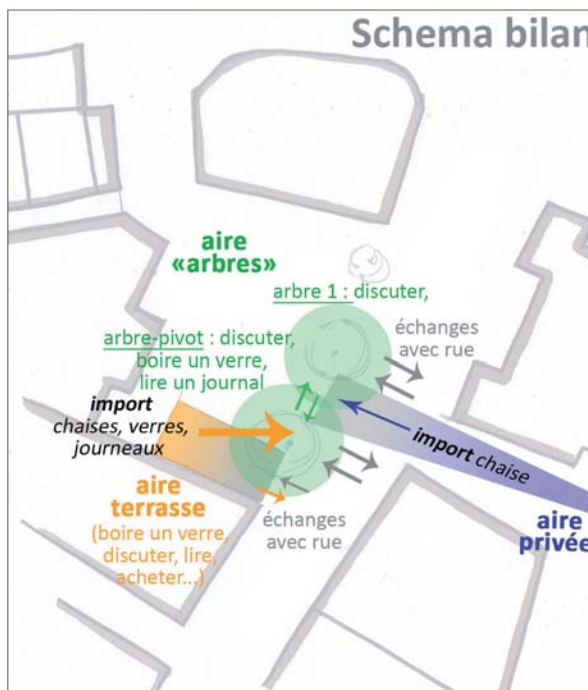 Schema bilan
aire
«arbres»
arbre 1 : discuter,
échanges
avec rue
arbre-pivot : discuter,
boire un verre,
lire un journal
import
chaises, verres,
journeaux
import chaise
aire
terrasse
(boire un verre,
discuter, lire,
acheter...)
échanges
avec rue
aire
privée